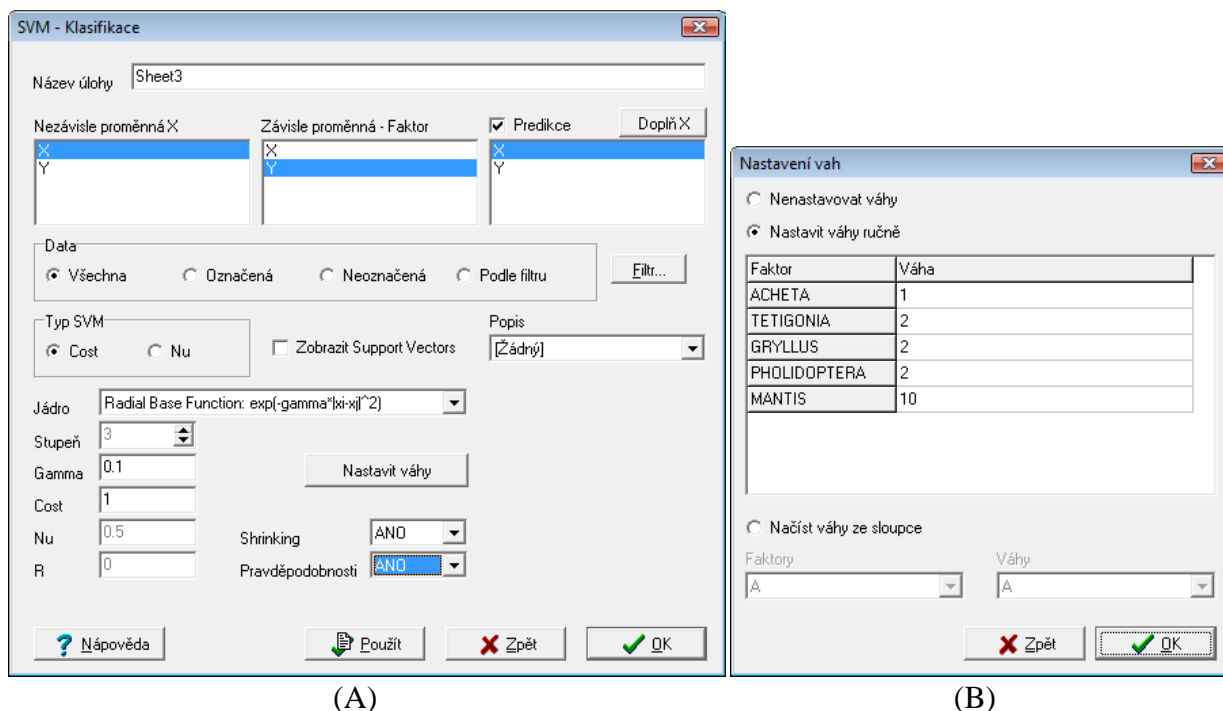 SVM - Klasifikace
Název úlohy Sheet3
Nezávisle proměnná X Závisle proměnná - Faktor Predikce Doplň X
X X X
Y Y Y
Data
Všechna Označená Neoznačená Podle filtru Filtr...
Typ SVM Popis
Cost Nu Zobrazit Support Vectors [Žádný]
Jádro Radial Base Function: exp(-gamma*|xi-xj|^2)
Stupeň 3
Gamma 0.1 Nastavit váhy
Cost 1
Nu 0.5 Shrinking ANO
R 0 Pravděpodobnosti ANO
Nápověda Použít Zpět OK
(A)
Nastavení vah
Nenastavovat váhy
Nastavit váhy ručně
Faktor Váha
ACHETA 1
TETIGONIA 2
GRYLLUS 2
PHOLIDOPTERA 2
MANTIS 10
Načíst váhy ze sloupce
Faktory Váhy
A A
Zpět OK
(B)